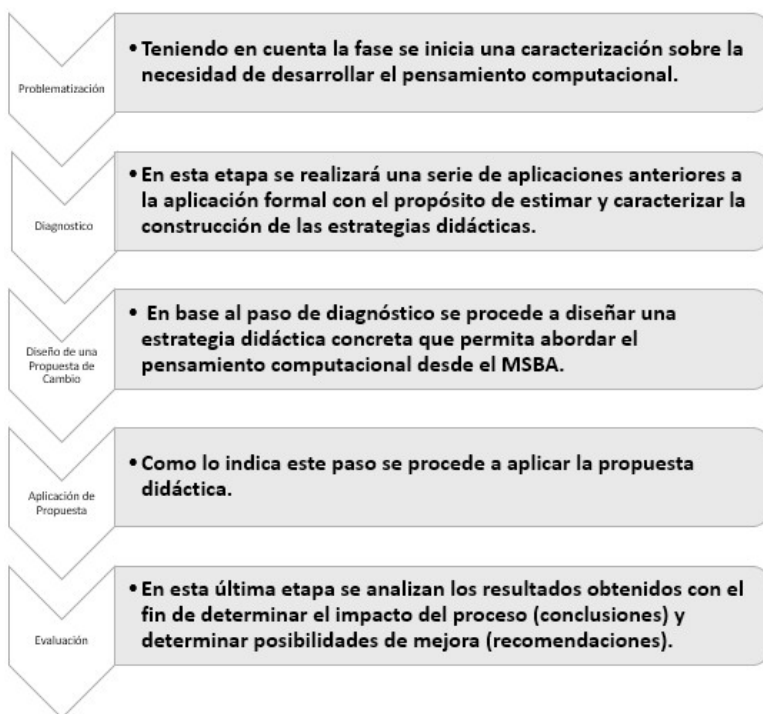 Problematización
• Teniendo en cuenta la fase se inicia una caracterización sobre la
necesidad de desarrollar el pensamiento computacional.
Diagnostico
• En esta etapa se realizará una serie de aplicaciones anteriores a
la aplicación formal con el propósito de estimar y caracterizar la
construcción de las estrategias didácticas.
Diseño de una
Propuesta de
Cambio
• En base al paso de diagnóstico se procede a diseñar una
estrategia didáctica concreta que permita abordar el
pensamiento computacional desde el MSBA.
Aplicación de
Propuesta
• Como lo indica este paso se procede a aplicar la propuesta
didáctica.
Evaluación
• En esta última etapa se analizan los resultados obtenidos con el
fin de determinar el impacto del proceso (conclusiones) y
determinar posibilidades de mejora (recomendaciones).